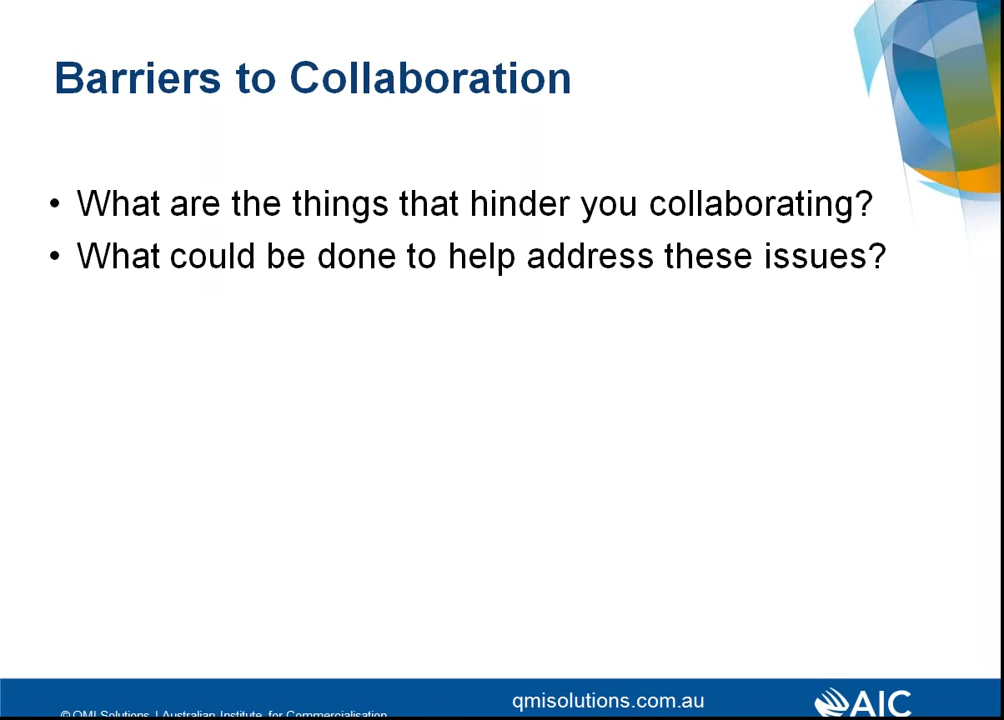 Barriers to Collaboration
• What are the things that hinder you collaborating?
• What could be done to help address these issues?
qmisolutions.com.au
AIC
© QMI Solutions | Australian Institute for Commercialisation